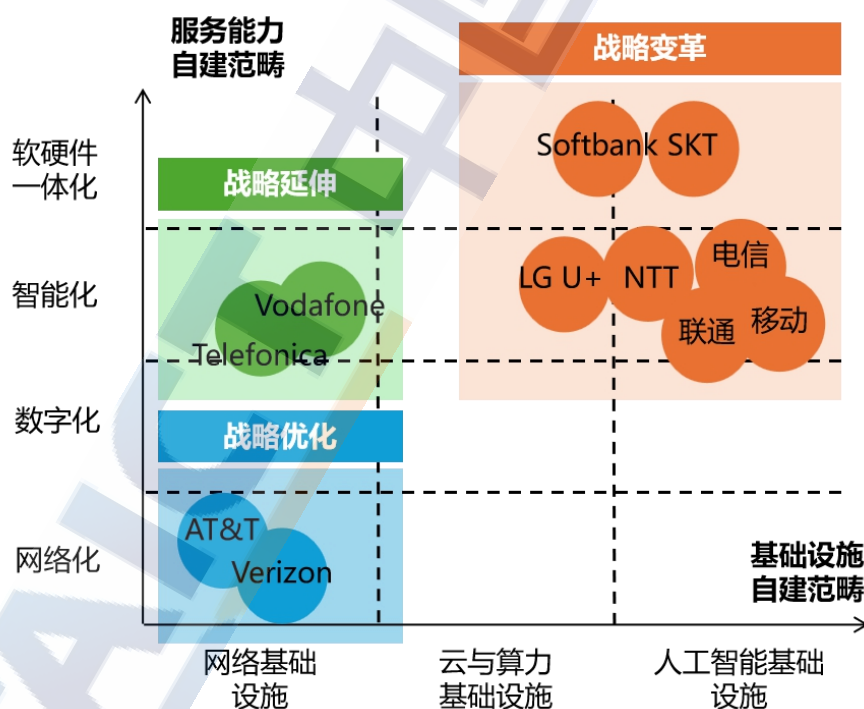 服务能力
自建范畴
战略变革
软硬件
一体化
Softbank
SKT
战略延伸
智能化
LG U+
NTT
电信
Vodafone
联通
移动
Telefonica
数字化
战略优化
网络化
AT&T
Verizon
基础设施
自建范畴
网络基础
设施
云与算力
基础设施
人工智能基础
设施
CAICT 中国